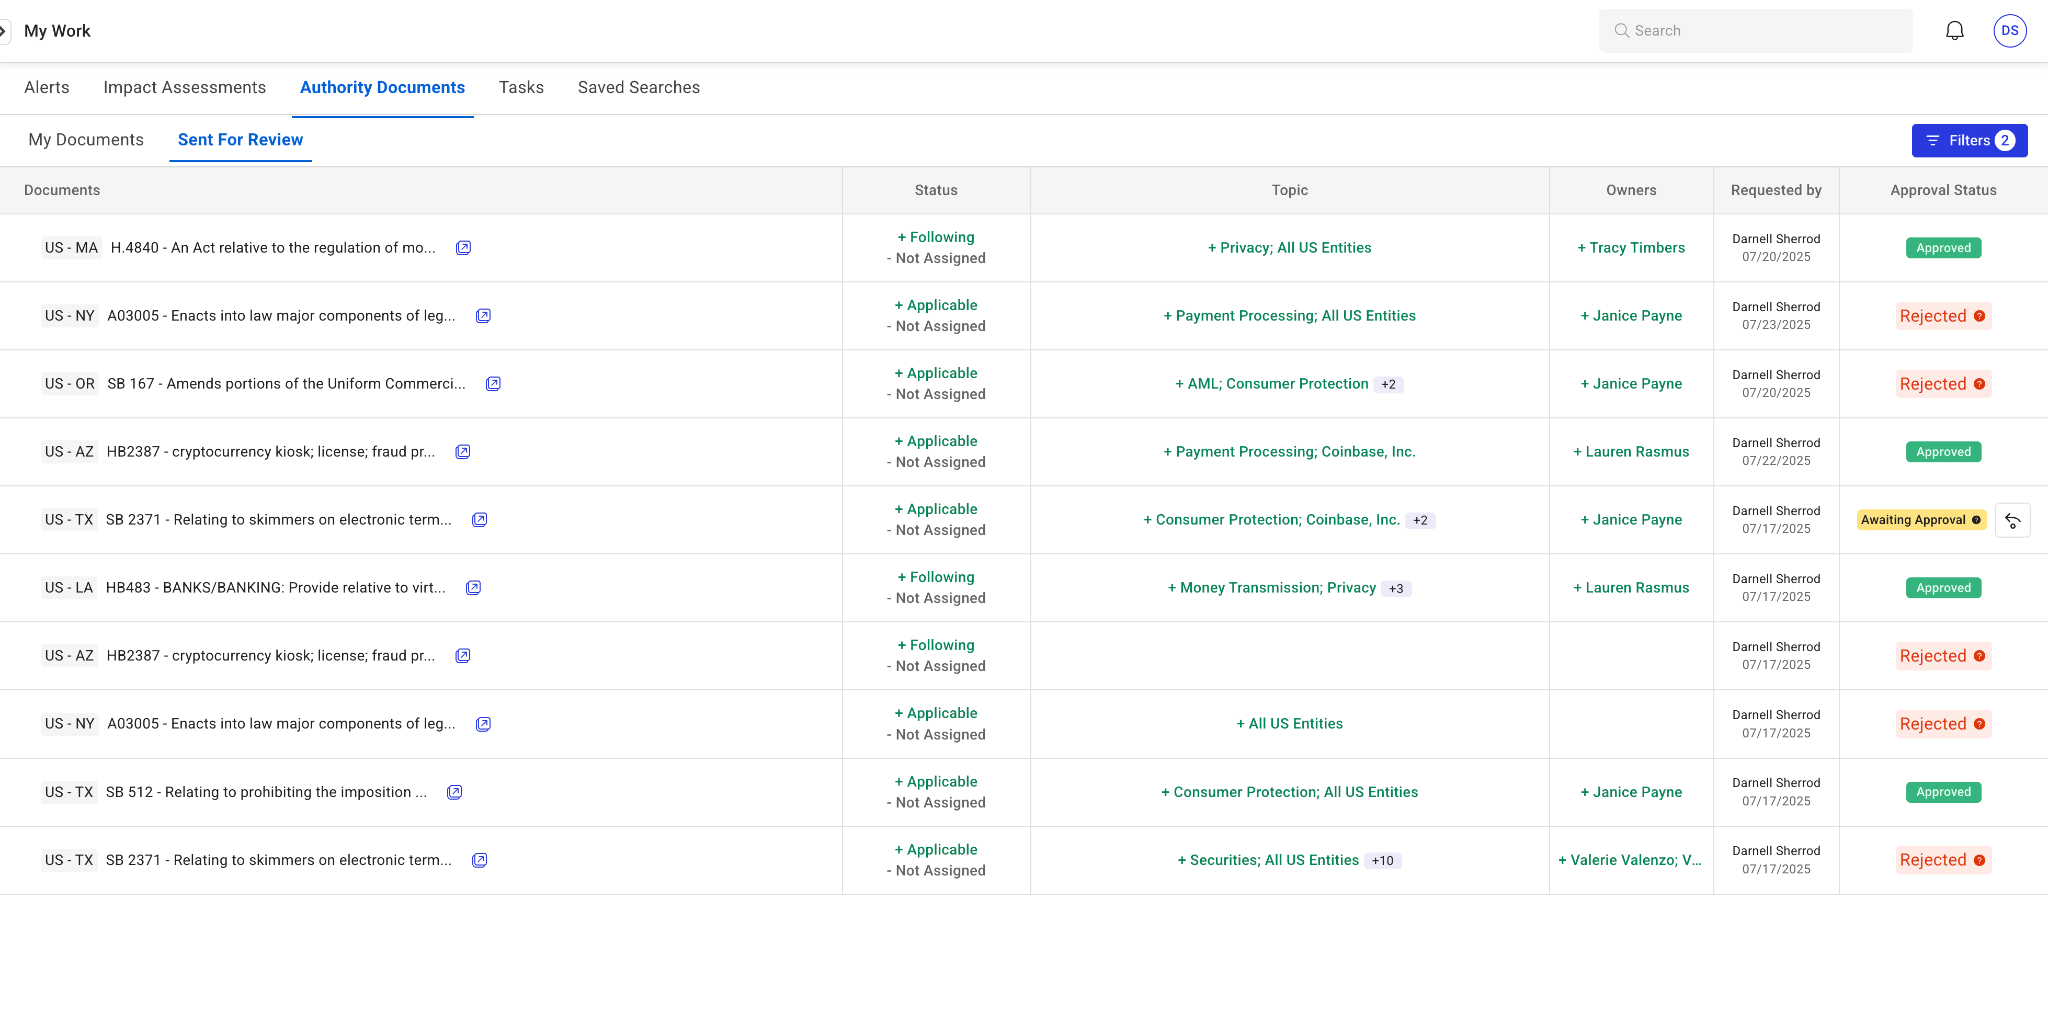 My Work
Search
DS
Alerts Impact Assessments Authority Documents Tasks Saved Searches
My Documents Sent For Review
Filters 2
Documents Status Topic Owners Requested by Approval Status
US - MA H.4840 - An Act relative to the regulation of mo... + Following - Not Assigned + Privacy; All US Entities + Tracy Timbers Darnell Sherrod 07/20/2025 Approved
US - NY A03005 - Enacts into law major components of leg... + Applicable - Not Assigned + Payment Processing; All US Entities + Janice Payne Darnell Sherrod 07/23/2025 Rejected ?
US - OR SB 167 - Amends portions of the Uniform Commerci... + Applicable - Not Assigned + AML; Consumer Protection +2 + Janice Payne Darnell Sherrod 07/20/2025 Rejected ?
US - AZ HB2387 - cryptocurrency kiosk; license; fraud pr... + Applicable - Not Assigned + Payment Processing; Coinbase, Inc. + Lauren Rasmus Darnell Sherrod 07/22/2025 Approved
US - TX SB 2371 - Relating to skimmers on electronic term... + Applicable - Not Assigned + Consumer Protection; Coinbase, Inc. +2 + Janice Payne Darnell Sherrod 07/17/2025 Awaiting Approval ?
US - LA HB483 - BANKS/BANKING: Provide relative to virt... + Following - Not Assigned + Money Transmission; Privacy +3 + Lauren Rasmus Darnell Sherrod 07/17/2025 Approved
US - AZ HB2387 - cryptocurrency kiosk; license; fraud pr... + Following - Not Assigned Darnell Sherrod 07/17/2025 Rejected ?
US - NY A03005 - Enacts into law major components of leg... + Applicable - Not Assigned + All US Entities Darnell Sherrod 07/17/2025 Rejected ?
US - TX SB 512 - Relating to prohibiting the imposition ... + Applicable - Not Assigned + Consumer Protection; All US Entities + Janice Payne Darnell Sherrod 07/17/2025 Approved
US - TX SB 2371 - Relating to skimmers on electronic term... + Applicable - Not Assigned + Securities; All US Entities +10 + Valerie Valenzo; V... Darnell Sherrod 07/17/2025 Rejected ?